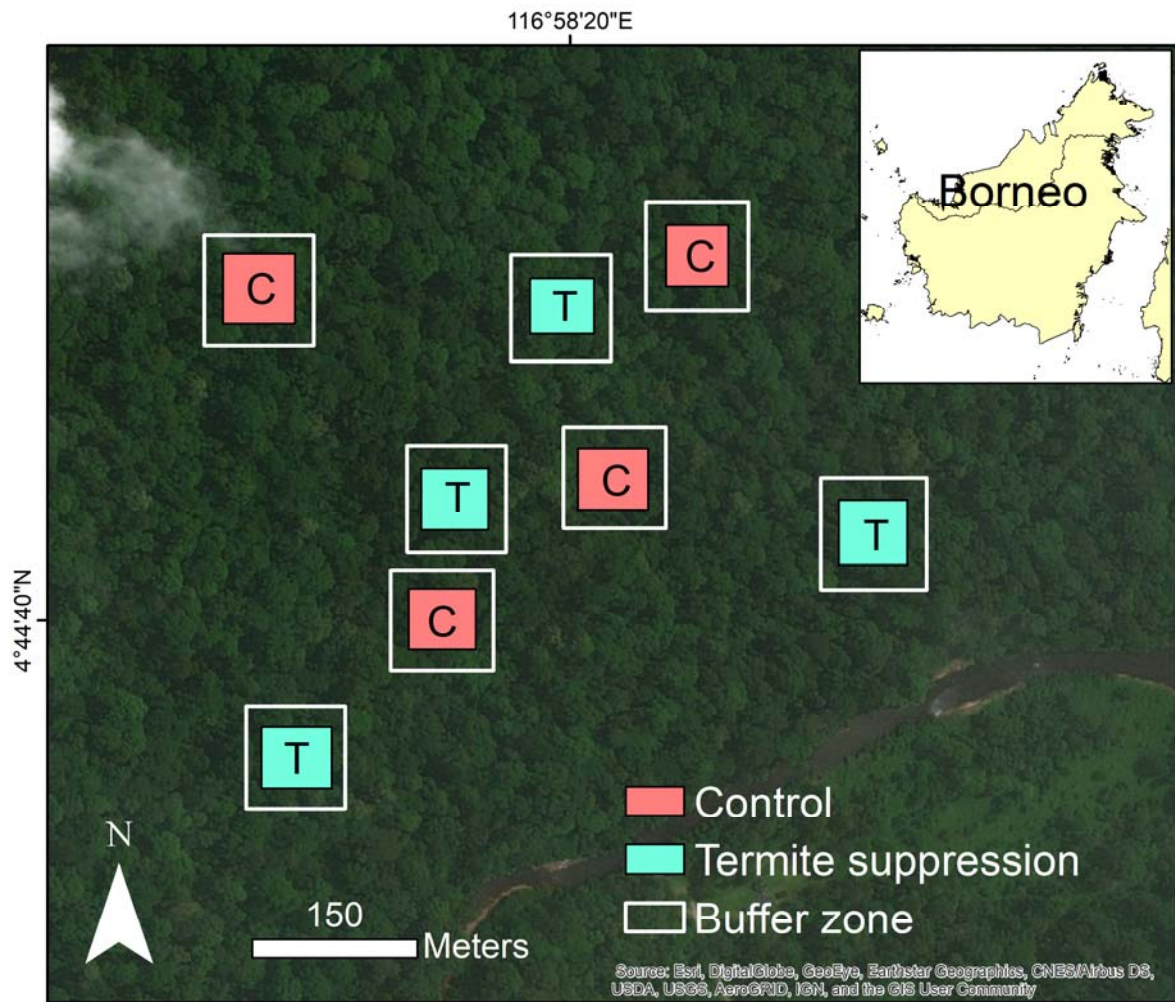 116°58'20"E
Borneo
C
T
C
T
C
T
4°44'40"N
C
T
Control
Termite suppression
Buffer zone
N
150
Meters
Source: Esri, DigitalGlobe, GeoEye, Earthstar Geographics, CNES/Airbus DS,
USDA, USGS, AeroGRID, IGN, and the GIS User Community